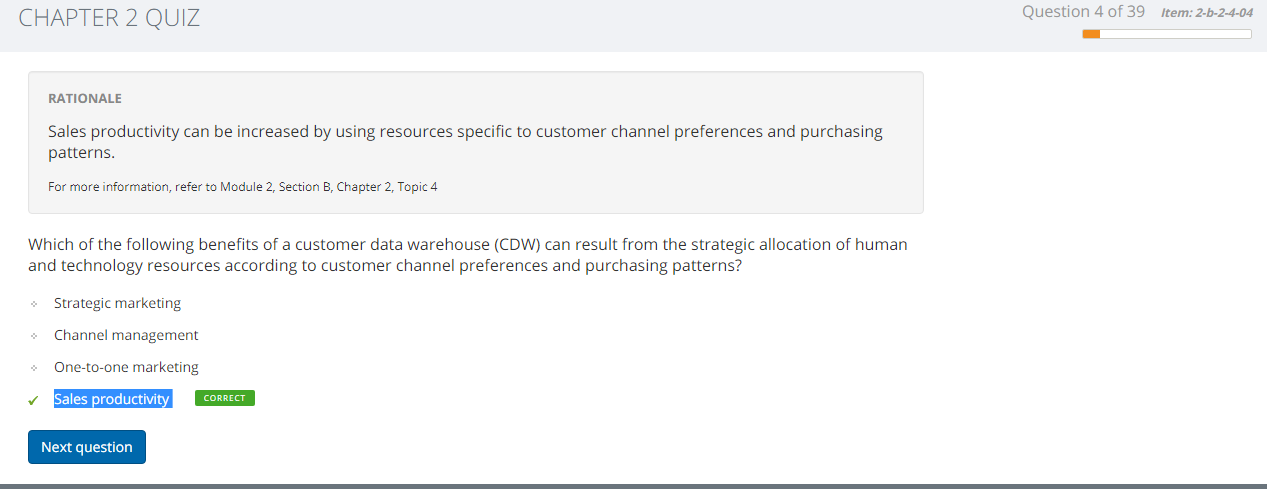 CHAPTER 2 QUIZ
Question 4 of 39 Item: 2-b-2-4-04
RATIONALE
Sales productivity can be increased by using resources specific to customer channel preferences and purchasing
patterns.
For more information, refer to Module 2, Section B, Chapter 2, Topic 4
Which of the following benefits of a customer data warehouse (CDW) can result from the strategic allocation of human
and technology resources according to customer channel preferences and purchasing patterns?
Strategic marketing
Channel management
One-to-one marketing
Sales productivity CORRECT
Next question